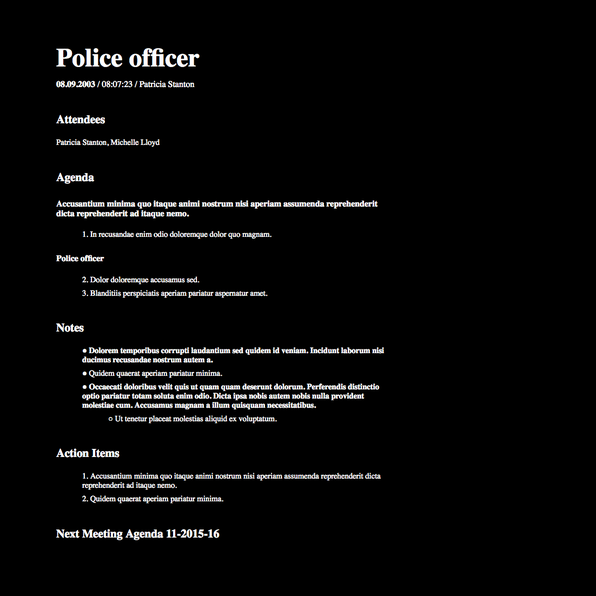 Police officer
08.09.2003 / 08:07:23 / Patricia Stanton
Attendees
Patricia Stanton, Michelle Lloyd
Agenda
Accusantium minima quo itaque animi nostrum nisi aperiam assumenda reprehenderit
dicta reprehenderit ad itaque nemo.
1. In recusandae enim odio doloremque dolor quo magnam.
Police officer
2. Dolor doloremque accusamus sed.
3. Blanditiis perspiciatis aperiam pariatur aspernatur amet.
Notes
● Dolorem temporibus corrupti laudantium sed quidem id veniam. Incidunt laborum nisi
ducimus recusandae nostrum autem a.
● Quidem quaerat aperiam pariatur minima.
● Occaecati doloribus velit quis ut quam quam deserunt dolorum. Perferendis distinctio
optio pariatur totam soluta enim odio. Dicta ipsa nobis autem nobis nulla provident
molestiae cum. Accusamus magnam a illum quisquam necessitatibus.
○ Ut tenetur placeat molestias aliquid ex voluptatum.
Action Items
1. Accusantium minima quo itaque animi nostrum nisi aperiam assumenda reprehenderit dicta
reprehenderit ad itaque nemo.
2. Quidem quaerat aperiam pariatur minima.
Next Meeting Agenda 11-2015-16